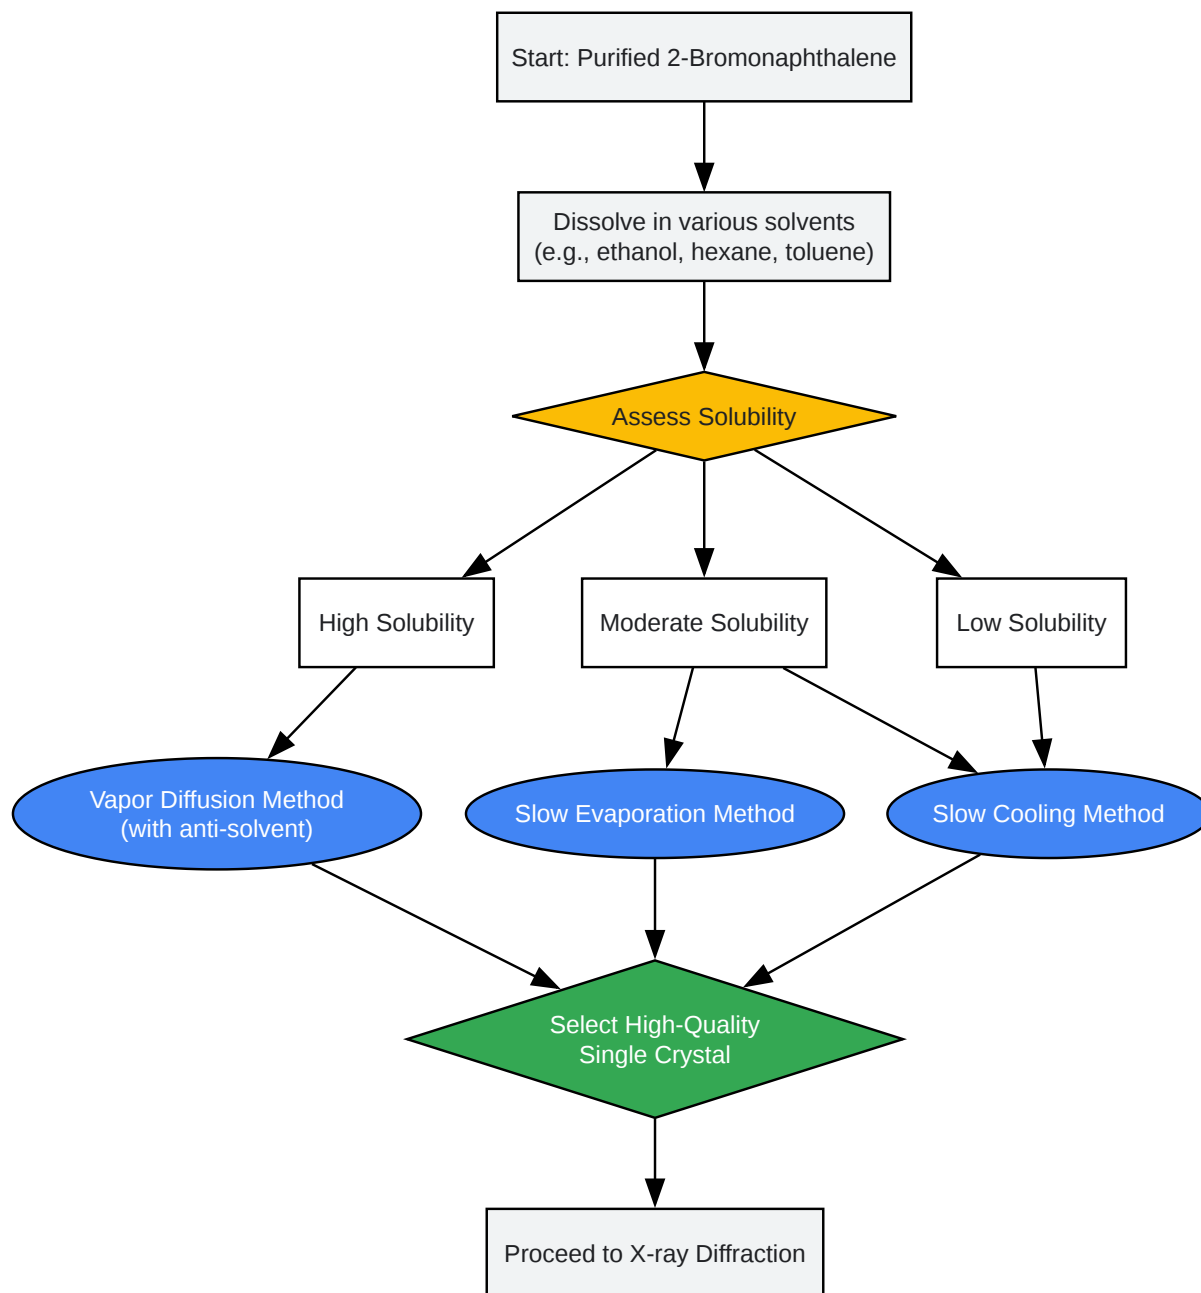 Start: Purified 2-Bromonaphthalene
Dissolve in various solvents
(e.g., ethanol, hexane, toluene)
Assess Solubility
High Solubility
Moderate Solubility
Low Solubility
Vapor Diffusion Method
(with anti-solvent)
Slow Evaporation Method
Slow Cooling Method
Select High-Quality
Single Crystal
Proceed to X-ray Diffraction